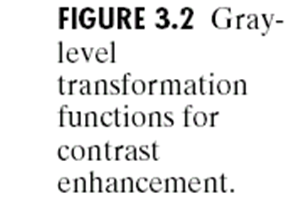 FIGURE 3.2 Gray-
level
transformation
functions for
contrast
enhancement.